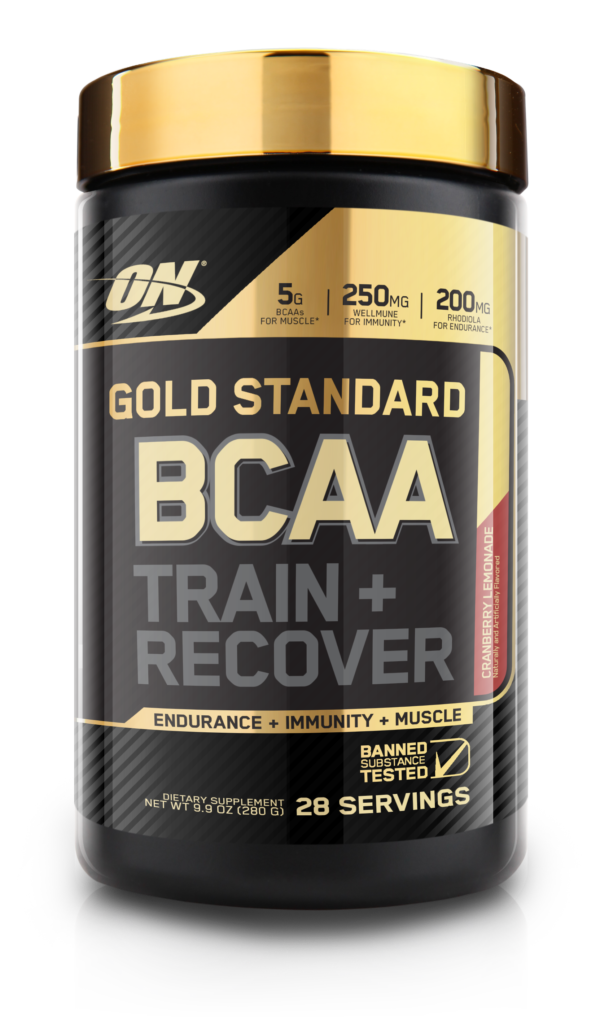 ON®
5G
BCAAs
FOR MUSCLE*
250MG
WELLMUNE
FOR IMMUNITY*
200MG
RHODIOLA
FOR ENDURANCE*
GOLD STANDARD
BCAA
TRAIN +
RECOVER
CRANBERRY LEMONADE
Naturally and Artificially Flavored
ENDURANCE + IMMUNITY + MUSCLE
BANNED
SUBSTANCE
TESTED
DIETARY SUPPLEMENT
NET WT 9.9 OZ (280 G)
28 SERVINGS